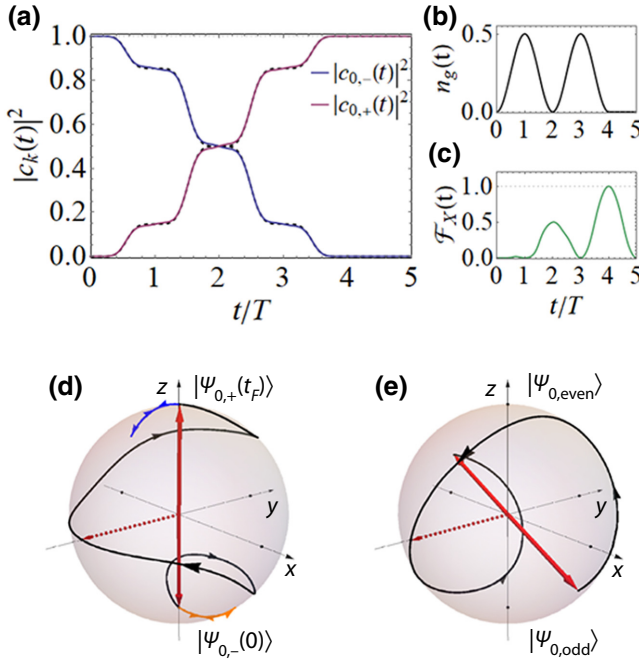 (a)
1.0
0.8
0.6
0.4
0.2
0.0
|c_k(t)|²
|c_{0,−}(t)|²
|c_{0,+}(t)|²
0 1 2 3 4 5
t/T
(b)
0.5
0.0
n_g(t)
0 1 2 3 4 5
(c)
1.0
0.5
0.0
ℱ_X(t)
0 1 2 3 4 5
t/T
(d)
z
|Ψ_{0,+}(t_F)⟩
y
x
|Ψ_{0,−}(0)⟩
(e)
z
|Ψ_{0,even}⟩
y
x
|Ψ_{0,odd}⟩